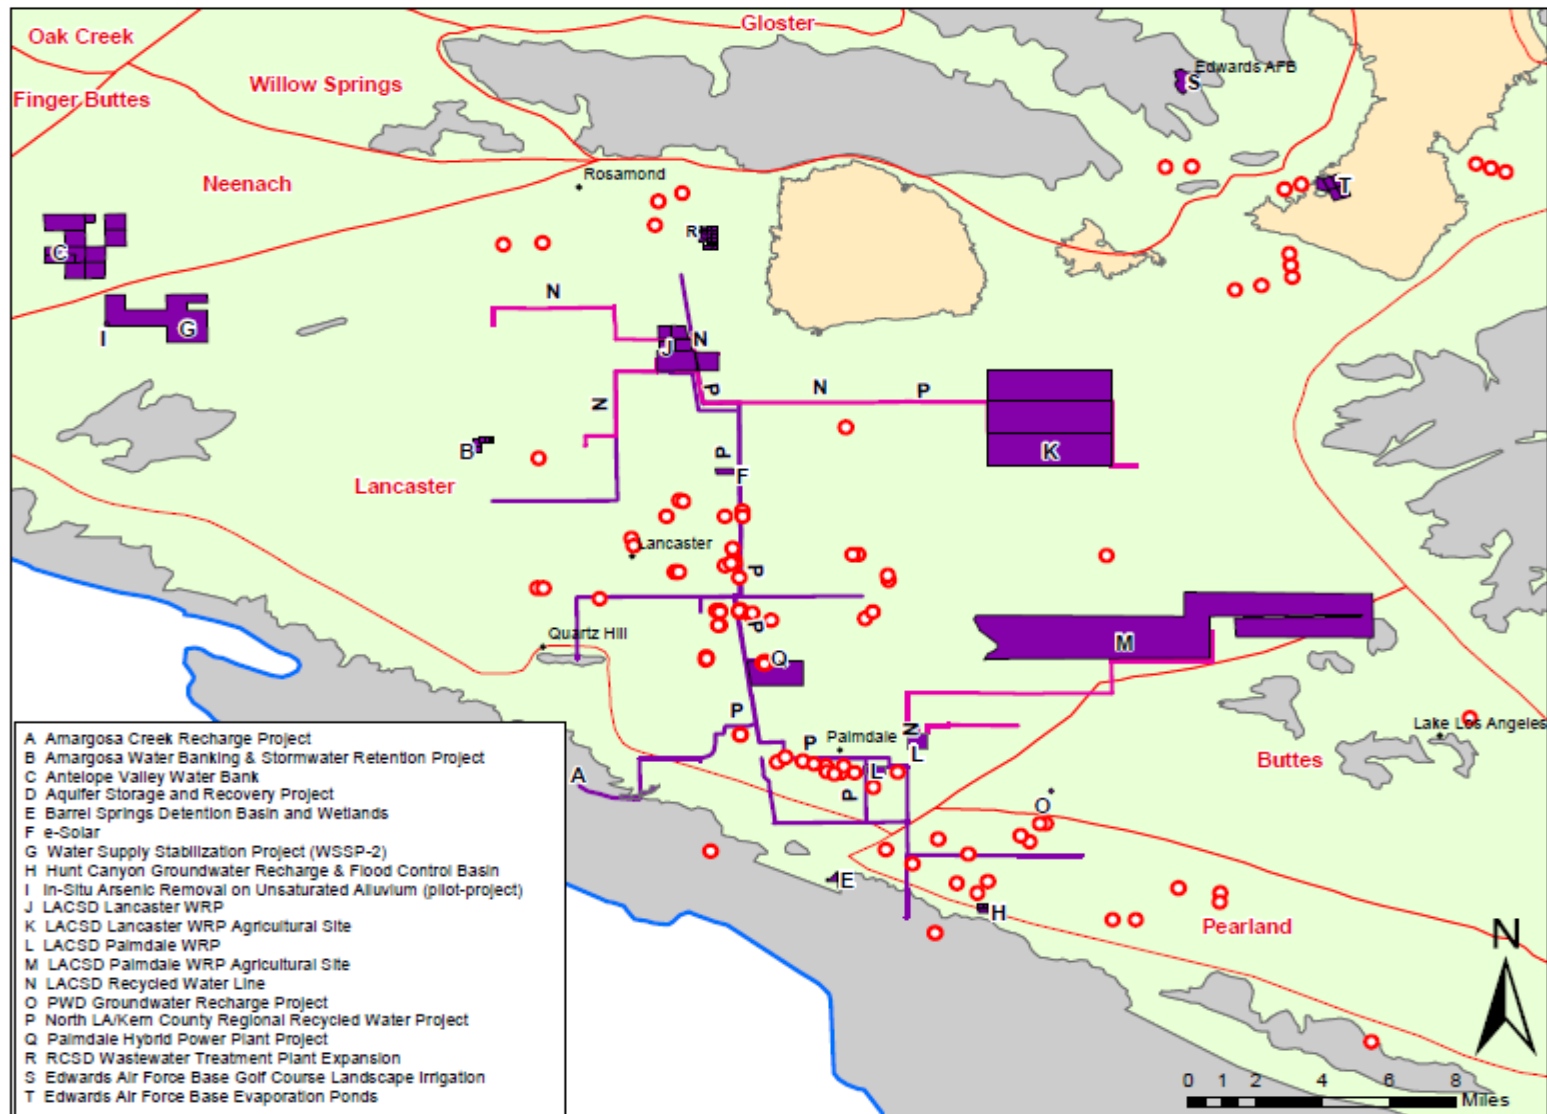 Gloster
Oak Creek
Edwards AFB
Willow Springs
S
Finger Buttes
Rosamond
Neenach
T
R
C
N
I
G
J
N
P
N
P
N
B
P
K
F
Lancaster
Lancaster
P
P
Quartz Hill
M
Q
P
N
Lake Los Angeles
Palmdale
P
L
Buttes
A
L
P
O
E
H
Pearland
N
A Amargosa Creek Recharge Project
B Amargosa Water Banking & Stormwater Retention Project
C Antelope Valley Water Bank
D Aquifer Storage and Recovery Project
E Barrel Springs Detention Basin and Wetlands
F e-Solar
G Water Supply Stabilization Project (WSSP-2)
H Hunt Canyon Groundwater Recharge & Flood Control Basin
I In-Situ Arsenic Removal on Unsaturated Alluvium (pilot-project)
J LACSD Lancaster WRP
K LACSD Lancaster WRP Agricultural Site
L LACSD Palmdale WRP
M LACSD Palmdale WRP Agricultural Site
N LACSD Recycled Water Line
O PWD Groundwater Recharge Project
P North LA/Kern County Regional Recycled Water Project
Q Palmdale Hybrid Power Plant Project
R RCSD Wastewater Treatment Plant Expansion
S Edwards Air Force Base Golf Course Landscape Irrigation
T Edwards Air Force Base Evaporation Ponds
0 1 2 4 6 8
Miles